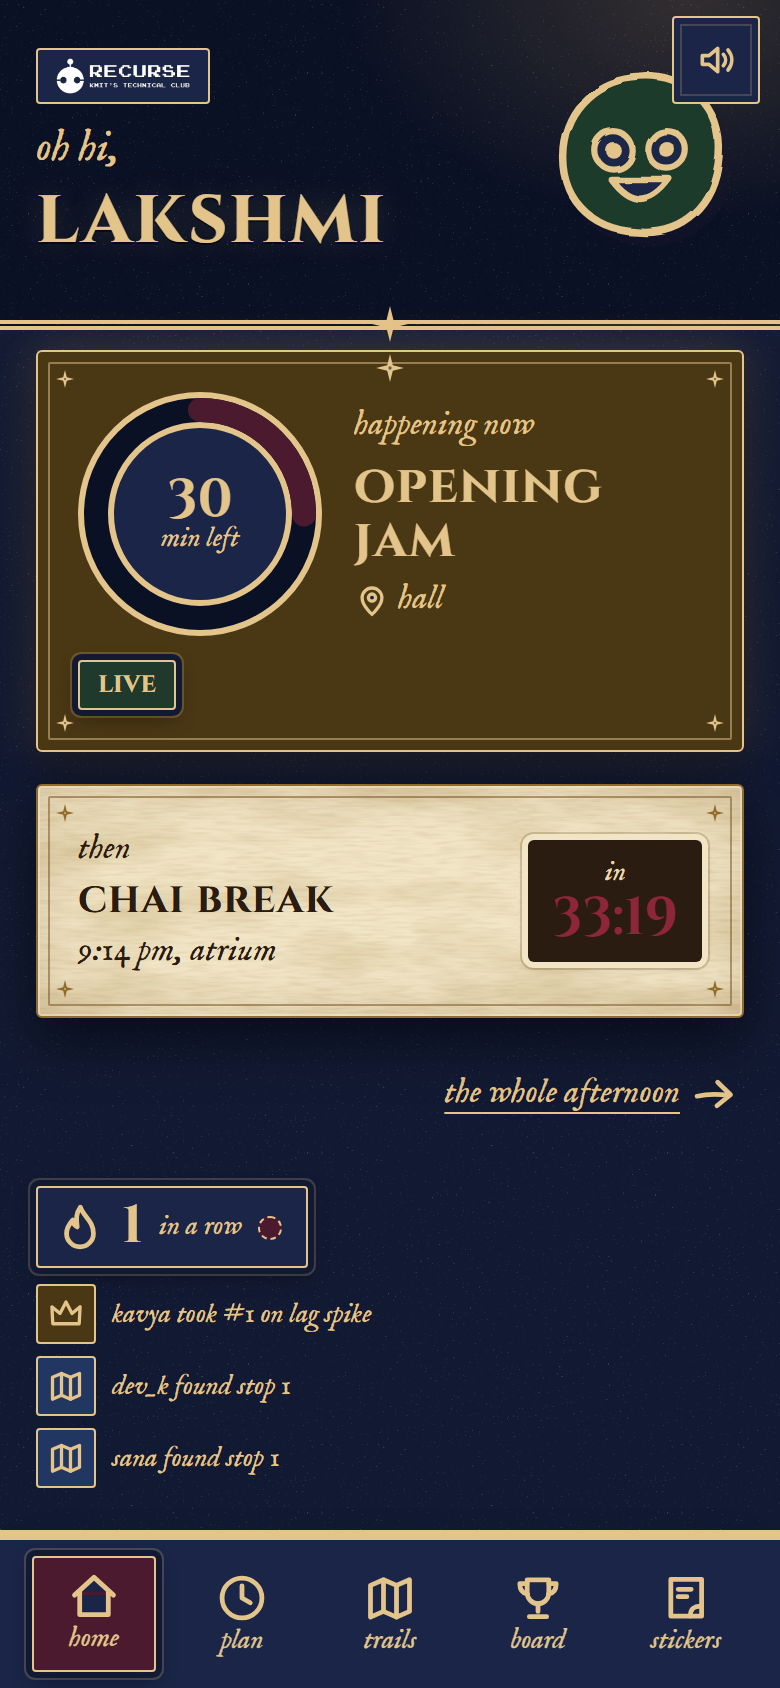 RECURSE
KMIT'S TECHNICAL CLUB
oh hi,
LAKSHMI
30
min left
happening now
OPENING
JAM
hall
LIVE
then
CHAI BREAK
9:14 pm, atrium
in
33:19
the whole afternoon
1 in a row
kavya took #1 on lag spike
dev_k found stop 1
sana found stop 1
home
plan
trails
board
stickers